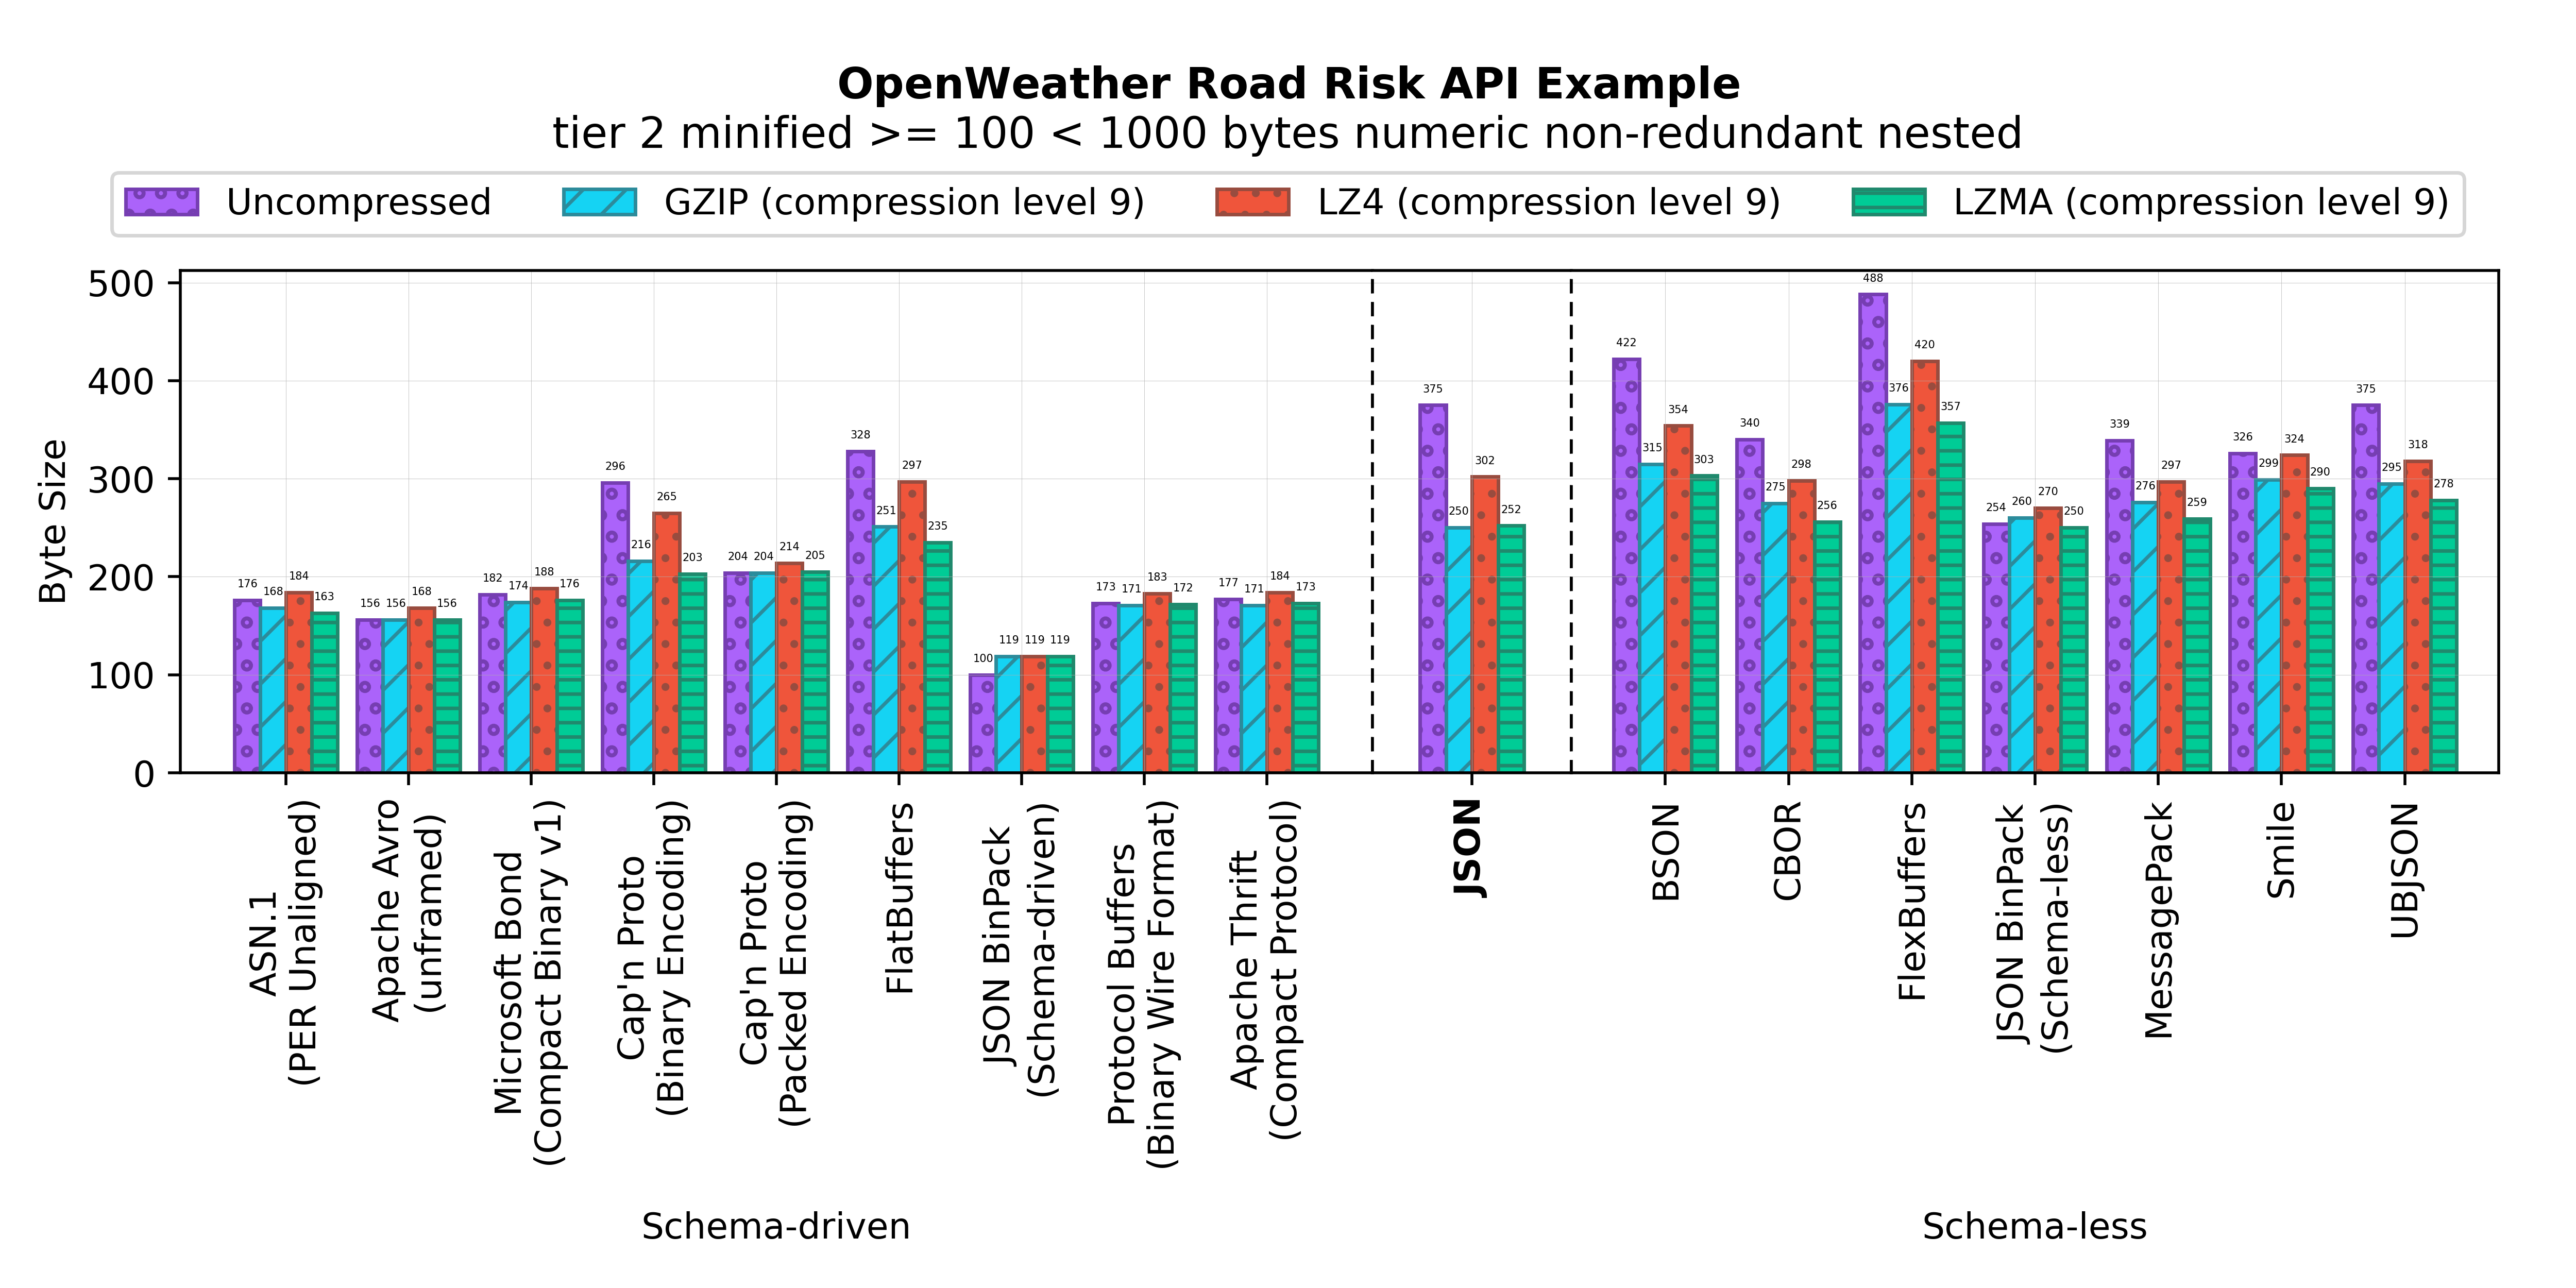 OpenWeather Road Risk API Example
tier 2 minified >= 100 < 1000 bytes numeric non-redundant nested
Uncompressed
GZIP (compression level 9)
LZ4 (compression level 9)
LZMA (compression level 9)
Byte Size
500
400
300
200
100
0
176 168 184 163
156 156 168 156
182 174 188 176
296 216 265 203
204 204 214 205
328 251 297 235
100 119 119 119
173 171 183 172
177 171 184 173
375 250 302 252
422 315 354 303
340 275 298 256
488 376 420 357
254 260 270 250
339 276 297 259
326 299 324 290
375 295 318 278
ASN.1
(PER Unaligned)
Apache Avro
(unframed)
Microsoft Bond
(Compact Binary v1)
Cap'n Proto
(Binary Encoding)
Cap'n Proto
(Packed Encoding)
FlatBuffers
JSON BinPack
(Schema-driven)
Protocol Buffers
(Binary Wire Format)
Apache Thrift
(Compact Protocol)
JSON
BSON
CBOR
FlexBuffers
JSON BinPack
(Schema-less)
MessagePack
Smile
UBJSON
Schema-driven
Schema-less